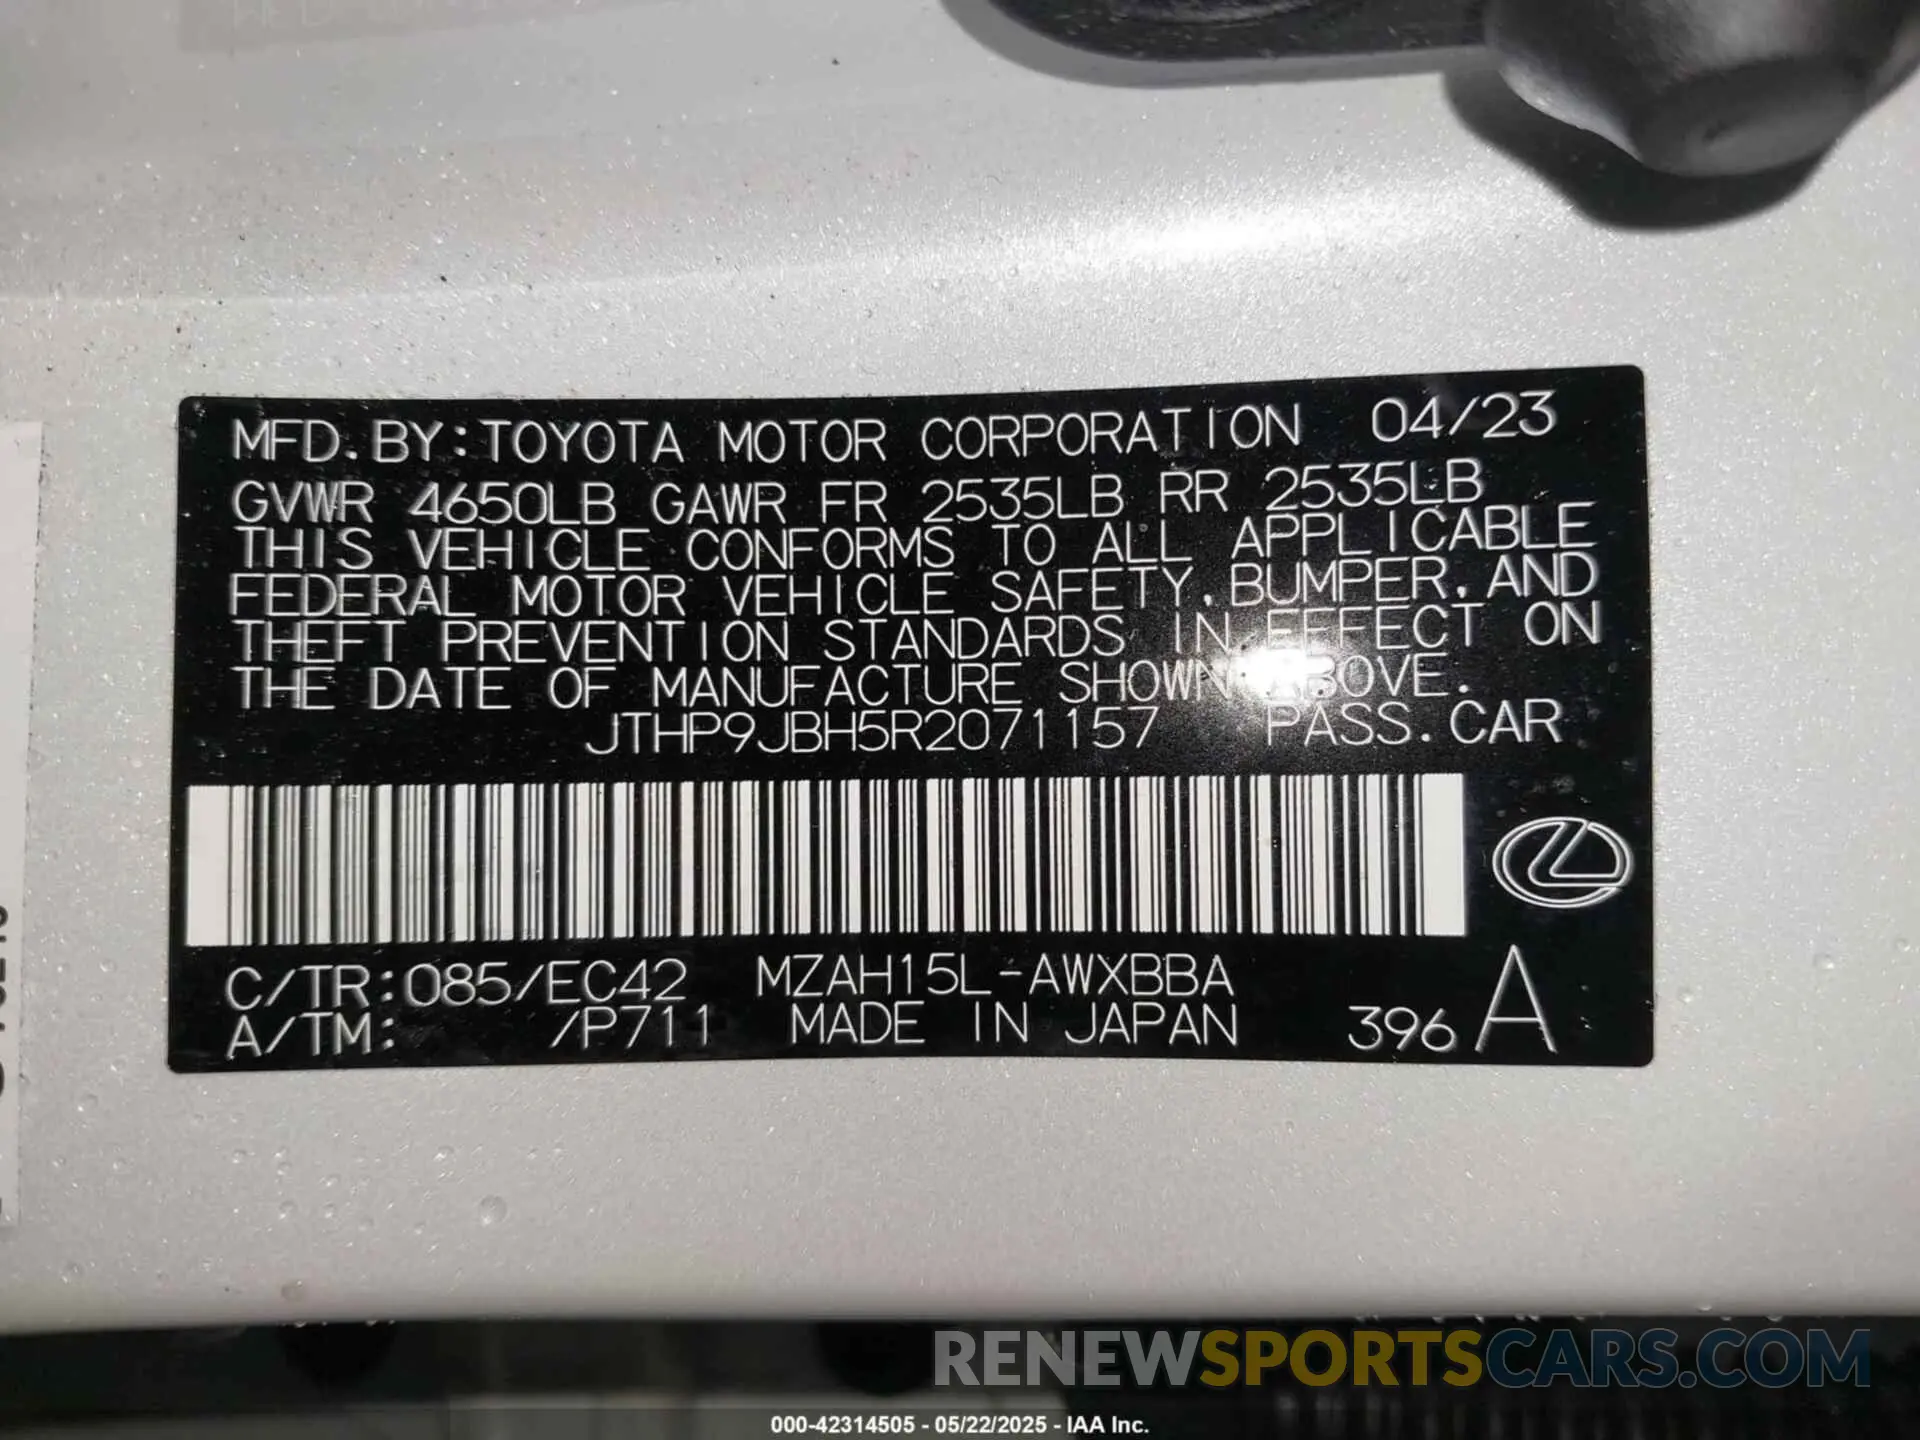 MFD. BY: TOYOTA MOTOR CORPORATION 04/23
GVWR 4650LB GAWR FR 2535LB RR 2535LB
THIS VEHICLE CONFORMS TO ALL APPLICABLE
FEDERAL MOTOR VEHICLE SAFETY, BUMPER, AND
THEFT PREVENTION STANDARDS IN EFFECT ON
THE DATE OF MANUFACTURE SHOWN ABOVE.
JTHP9JBH5R2071157 PASS. CAR
C/TR: 085/EC42 MZAH15L-AWXBBA
A/TM: /P711 MADE IN JAPAN 396 A
RENEWSPORTSCARS.COM
000-42314505 - 05/22/2025 - IAA Inc.